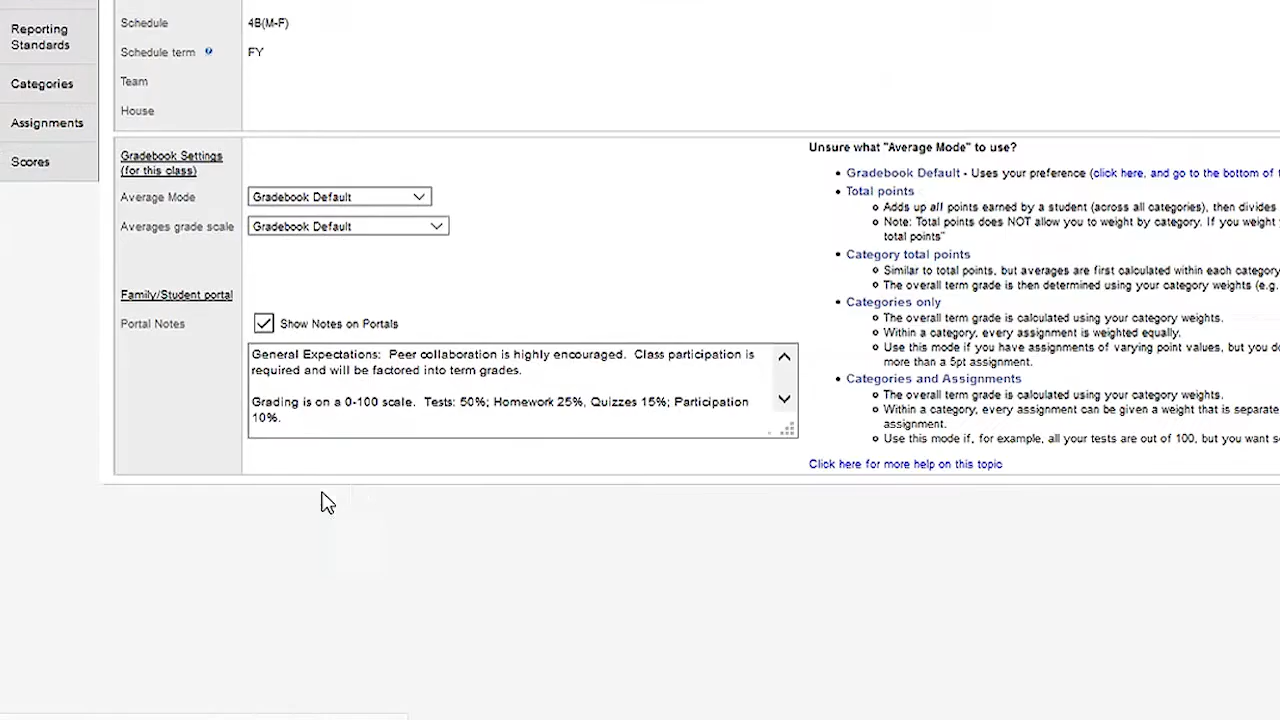 Reporting
Standards
Categories
Assignments
Scores
Schedule 4B(M-F)
Schedule term FY
Team
House
Gradebook Settings
(for this class)
Average Mode Gradebook Default
Averages grade scale Gradebook Default
Family/Student portal
Portal Notes Show Notes on Portals
General Expectations: Peer collaboration is highly encouraged. Class participation is
required and will be factored into term grades.
Grading is on a 0-100 scale. Tests: 50%; Homework 25%, Quizzes 15%; Participation
10%.
Unsure what "Average Mode" to use?
Gradebook Default - Uses your preference (click here, and go to the bottom of
Total points
Adds up all points earned by a student (across all categories), then divides
Note: Total points does NOT allow you to weight by category. If you weight
total points"
Category total points
Similar to total points, but averages are first calculated within each category
The overall term grade is then determined using your category weights (e.g.
Categories only
The overall term grade is calculated using your category weights.
Within a category, every assignment is weighted equally.
Use this mode if you have assignments of varying point values, but you
more than a 5pt assignment.
Categories and Assignments
The overall term grade is calculated using your category weights.
Within a category, every assignment can be given a weight that is separate
assignment.
Use this mode if, for example, all your tests are out of 100, but you want
Click here for more help on this topic